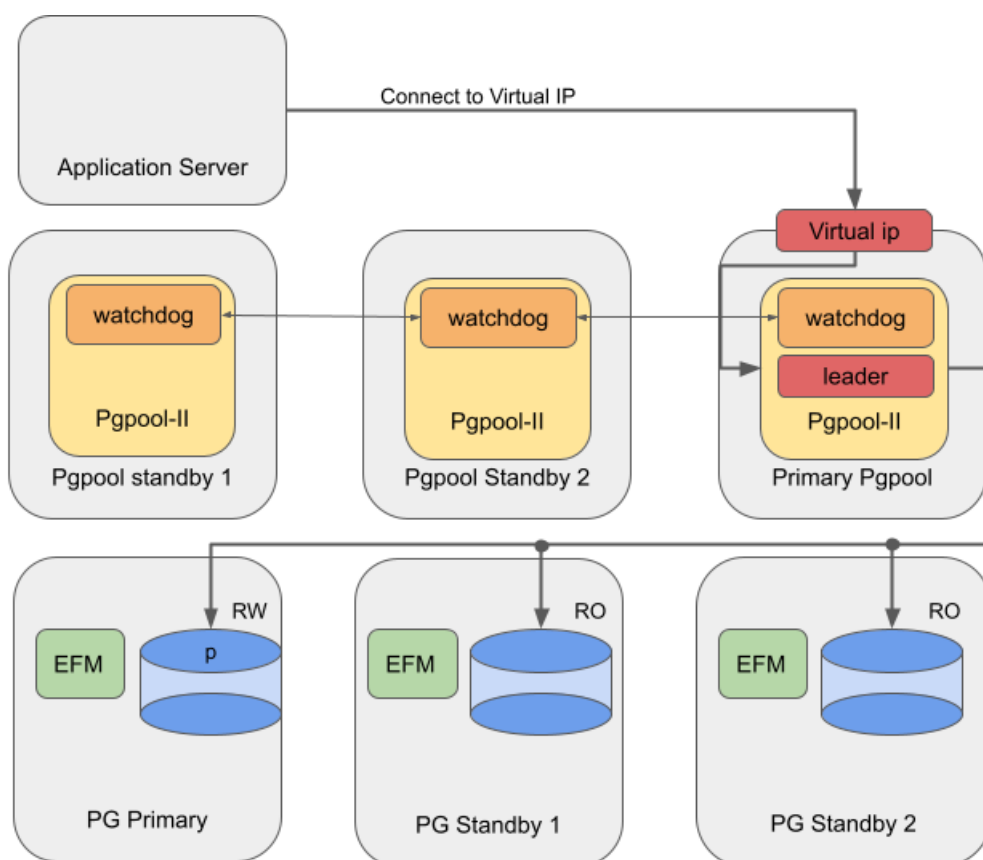 Connect to Virtual IP
Application Server
Virtual ip
watchdog
watchdog
watchdog
leader
Pgpool-II
Pgpool-II
Pgpool-II
Pgpool standby 1
Pgpool Standby 2
Primary Pgpool
RW
RO
RO
EFM
p
EFM
EFM
PG Primary
PG Standby 1
PG Standby 2